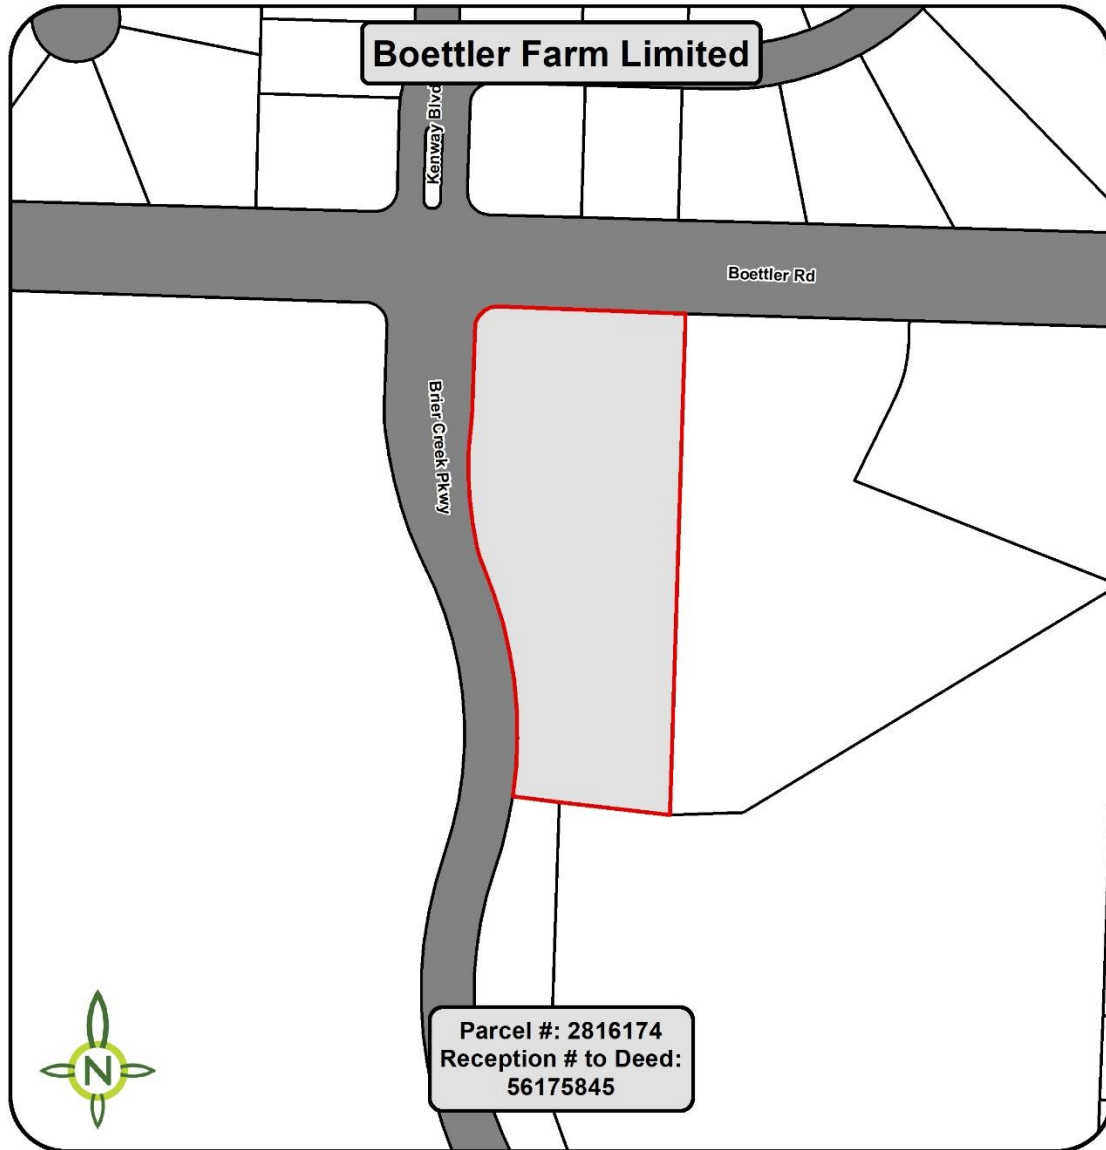 Boettler Farm Limited
Kenway Blvd
Boettler Rd
Brier Creek Pkwy
Parcel #: 2816174
Reception # to Deed:
56175845
N